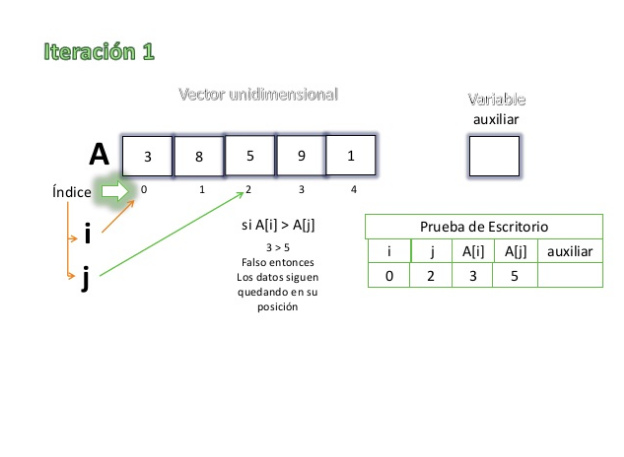 Iteración 1
Vector unidimensional
Variable
auxiliar
A 3 8 5 9 1
Índice 0 1 2 3 4
i
j
si A[i] > A[j]
3 > 5
Falso entonces
Los datos siguen
quedando en su
posición
Prueba de Escritorio
i j A[i] A[j] auxiliar
0 2 3 5